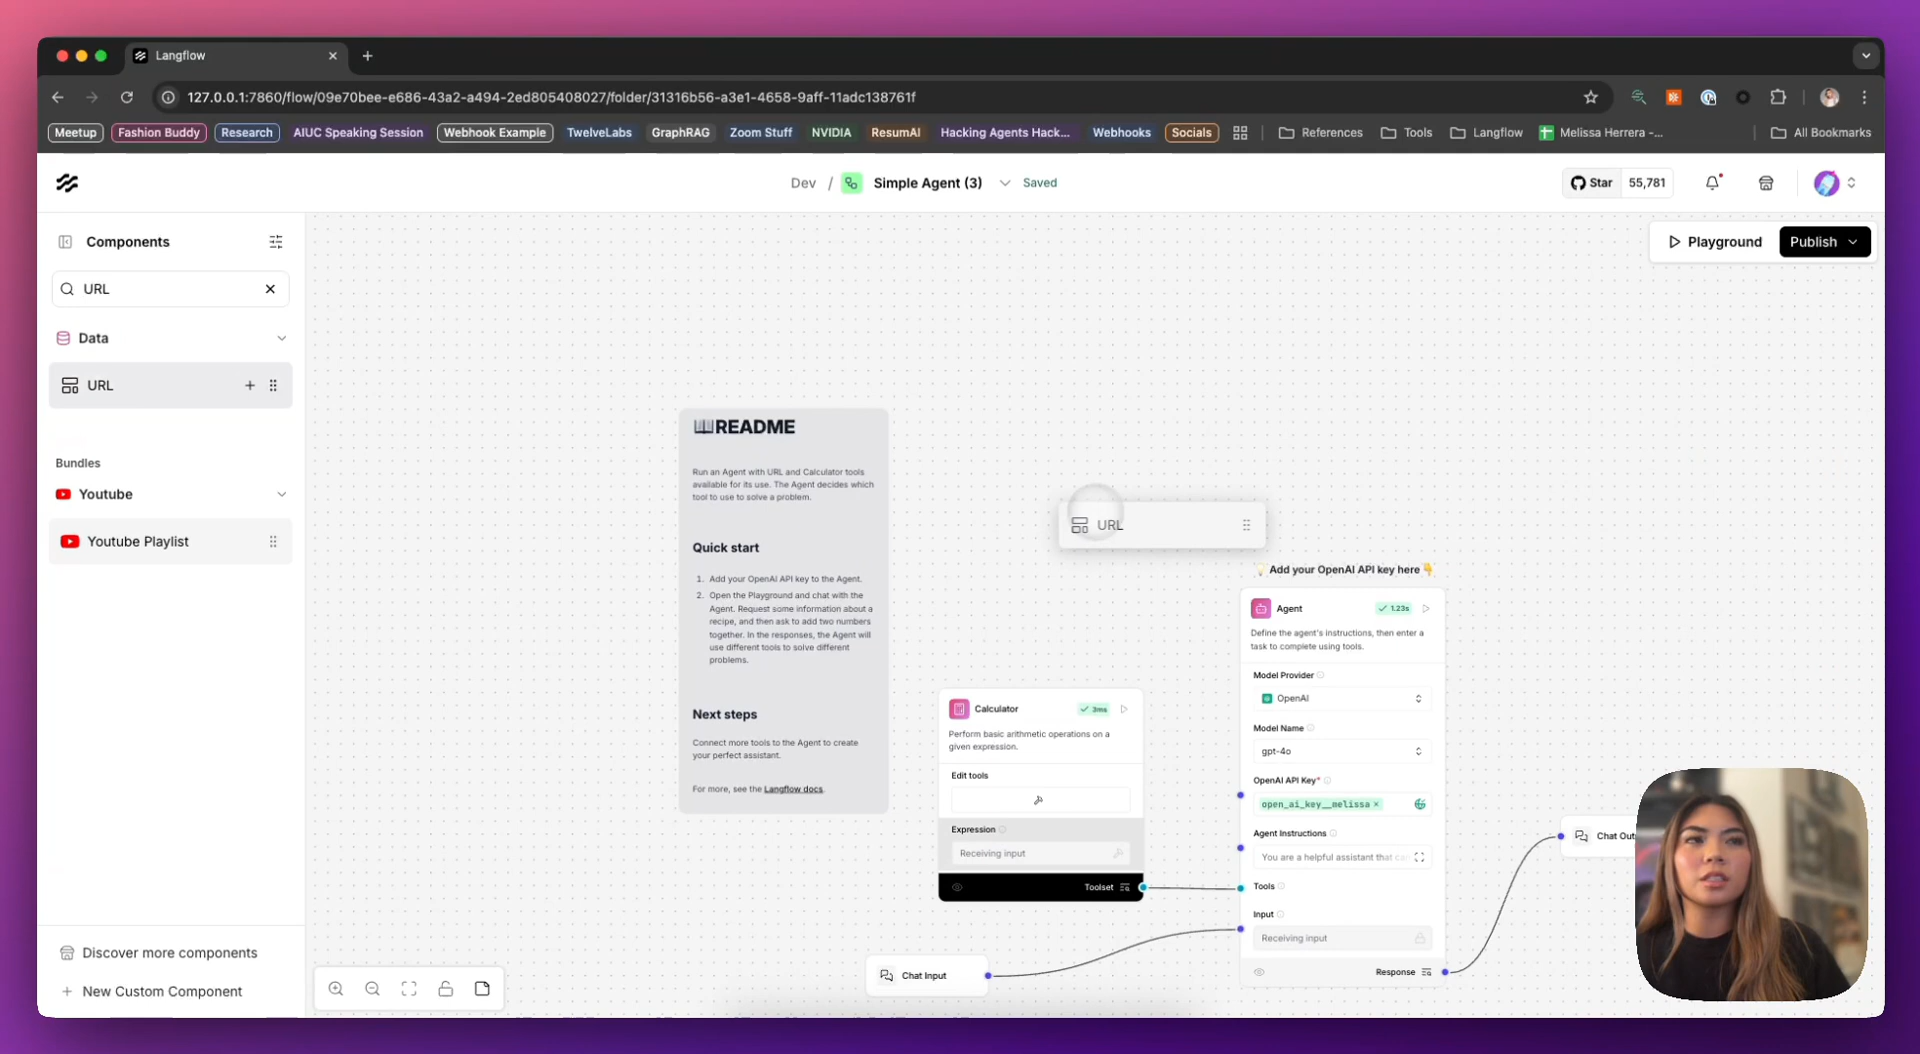 Langflow
127.0.0.1:7860/flow/09e70bee-e686-43a2-a494-2ed805408027/folder/31316b56-a3e1-4658-9aff-11adc138761f
Meetup
Fashion Buddy
Research
AIUC Speaking Session
Webhook Example
TwelveLabs
GraphRAG
Zoom Stuff
NVIDIA
ResumAI
Hacking Agents Hack...
Webhooks
Socials
References
Tools
Langflow
Melissa Herrera -...
All Bookmarks
Dev / Simple Agent (3) Saved
Star 55,781
Components
Playground
Publish
URL
Data
URL
Bundles
Youtube
Youtube Playlist
Discover more components
New Custom Component
README
Run an Agent with URL and Calculator tools
available for its use. The Agent decides which
tool to use to solve a problem.
Quick start
1. Add your OpenAI API key to the Agent.
2. Open the Playground and chat with the
Agent. Request some information about a
recipe, and then ask to add two numbers
together. In the responses, the Agent will
use different tools to solve different
problems.
Next steps
Connect more tools to the Agent to create
your perfect assistant.
For more, see the Langflow docs.
URL
Calculator
3ms
Perform basic arithmetic operations on a
given expression.
Edit tools
Expression
Receiving input
Toolset
Chat Input
Add your OpenAI API key here
Agent
1.23s
Define the agent's instructions, then enter a
task to complete using tools.
Model Provider
OpenAI
Model Name
gpt-4o
OpenAI API Key*
open_ai_key__melissa ×
Agent Instructions
You are a helpful assistant that can
Tools
Input
Receiving input
Response
Chat Out